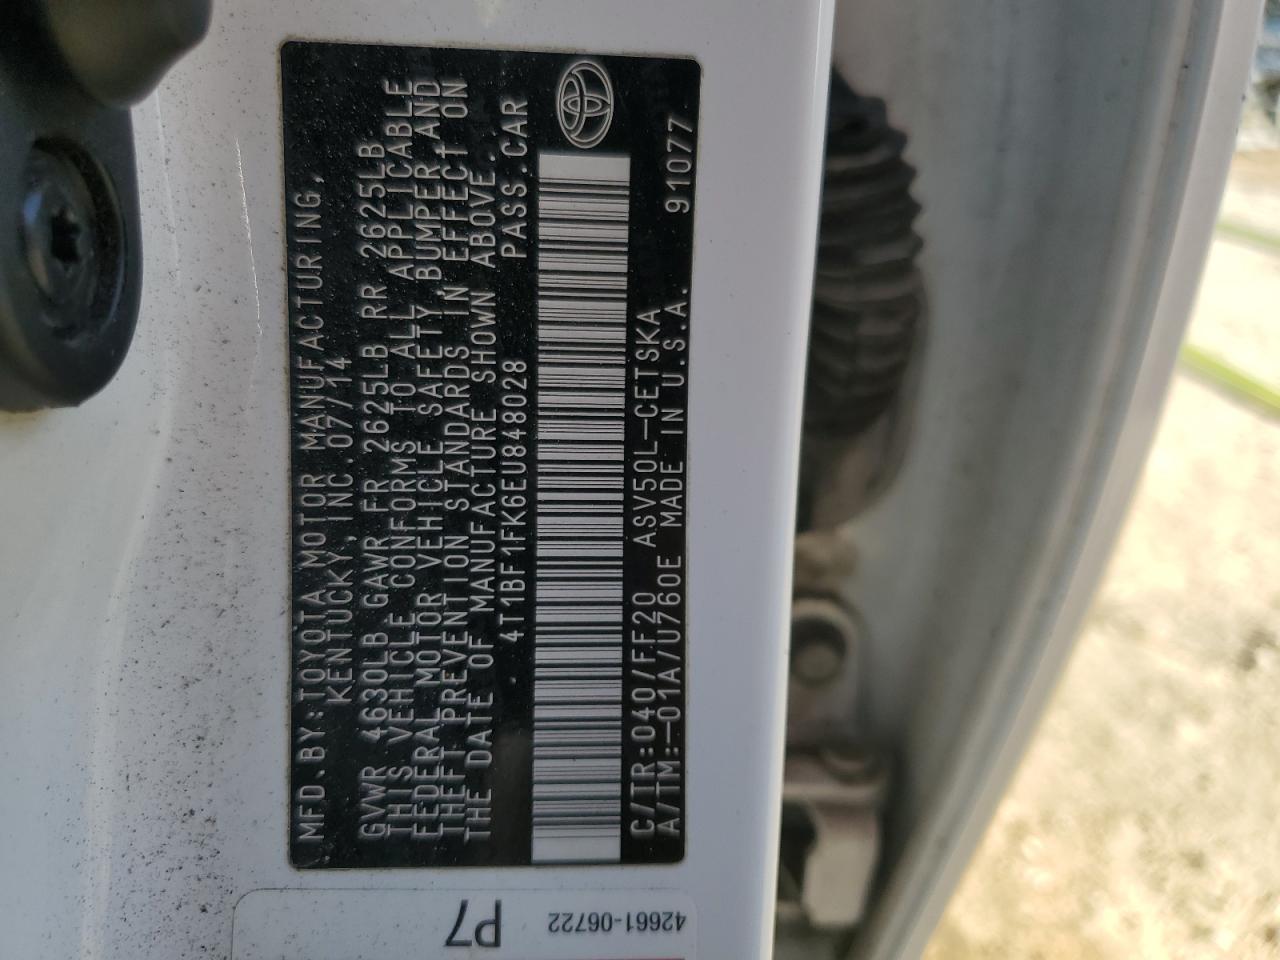 MFD.BY:TOYOTA MOTOR MANUFACTURING,
KENTUCKY,INC.07/14
GVWR 4630LB GAWR FR 2625LB RR 2625LB
THIS VEHICLE CONFORMS TO ALL APPLICABLE
FEDERAL MOTOR VEHICLE SAFETY BUMPER AND
THEFT PREVENTION STANDARDS IN EFFECT ON
THE DATE OF MANUFACTURE SHOWN ABOVE.
4T1BF1FK6EU848028 PASS.CAR
C/TR:040/FF20 ASV50L-CETSKA
A/TM:-01A/U760E MADE IN U.S.A. 91077
42661-06722
P7